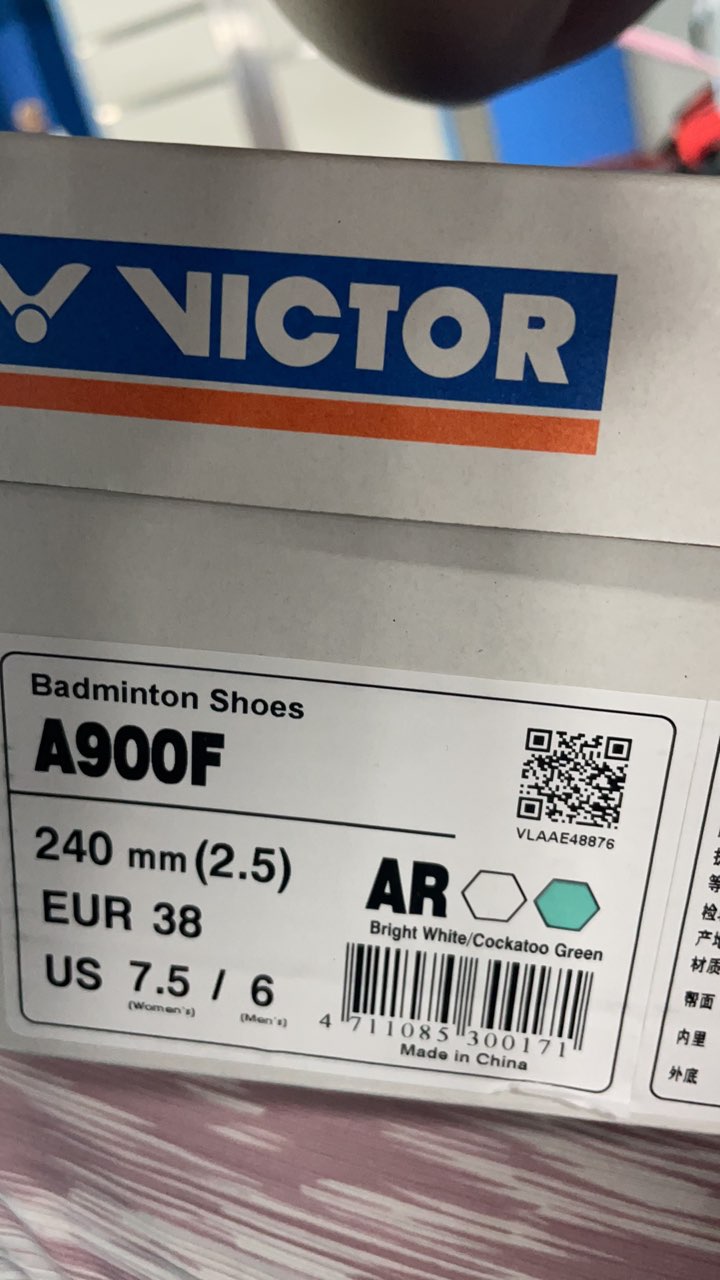 VICTOR
Badminton Shoes
A900F
VLAAE48876
240 mm (2.5)
EUR 38
US 7.5 / 6
(Women's) (Men's)
AR
Bright White/Cockatoo Green
4 711085 300171
Made in China
等
检
产地
材质
帮面
内里
外底